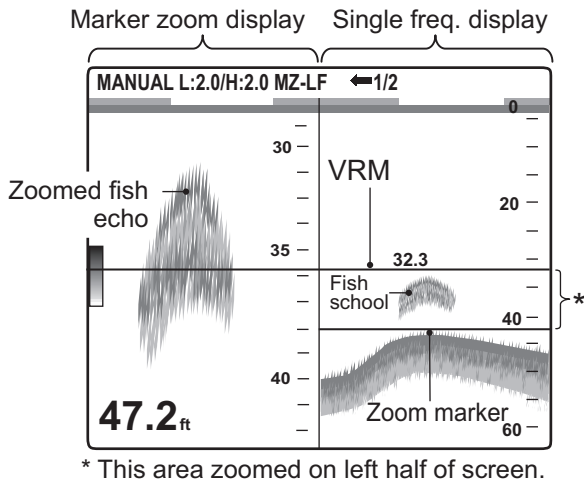 Marker zoom display
Single freq. display
MANUAL L:2.0/H:2.0 MZ-LF ⬅1/2
0
30
Zoomed fish
echo
VRM
20
35
32.3
Fish
school
*
40
40
47.2ft
Zoom marker
60
* This area zoomed on left half of screen.